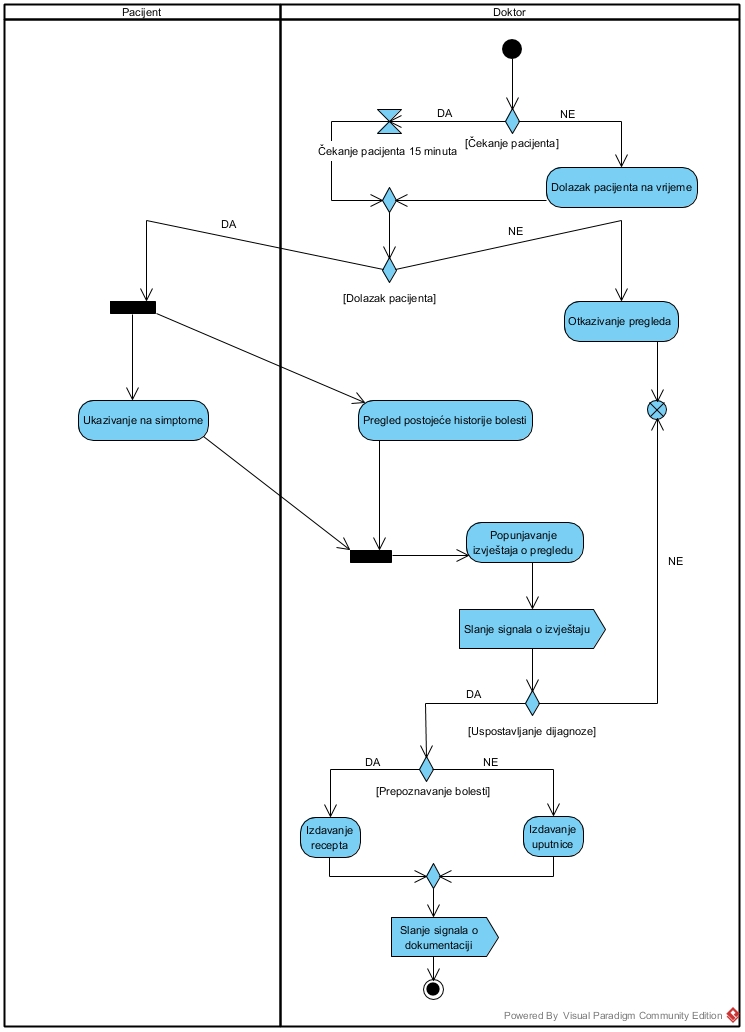 Pacijent
Doktor
DA
NE
[Čekanje pacijenta]
Čekanje pacijenta 15 minuta
Dolazak pacijenta na vrijeme
DA
NE
[Dolazak pacijenta]
Otkazivanje pregleda
Ukazivanje na simptome
Pregled postojeće historije bolesti
Popunjavanje
izvještaja o pregledu
NE
Slanje signala o izvještaju
DA
[Uspostavljanje dijagnoze]
DA
NE
[Prepoznavanje bolesti]
Izdavanje
recepta
Izdavanje
uputnice
Slanje signala o
dokumentaciji
Powered By Visual Paradigm Community Edition